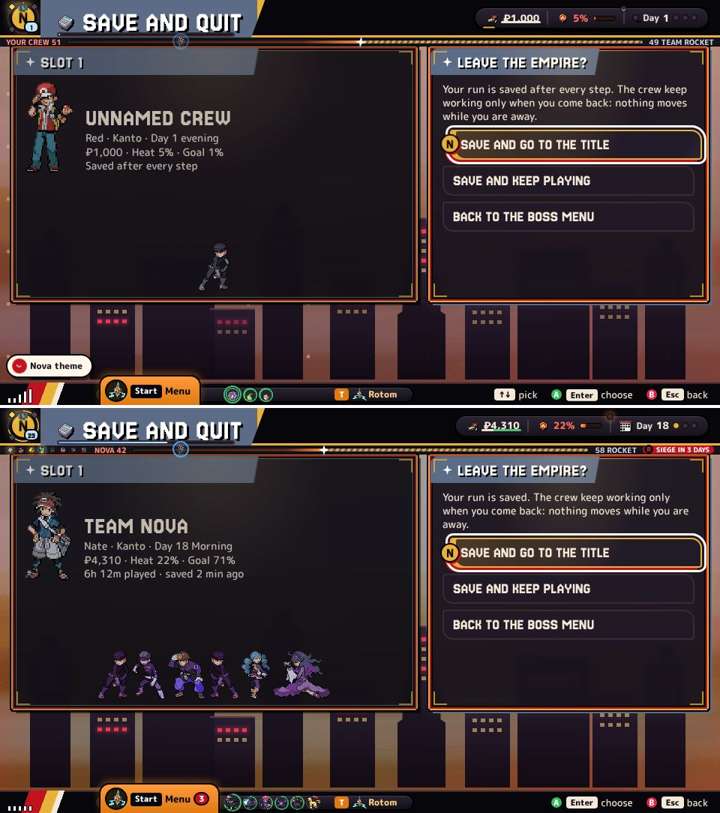 N
1
SAVE AND QUIT
₽1,000
5%
Day 1
YOUR CREW 51
49 TEAM ROCKET
SLOT 1
UNNAMED CREW
Red · Kanto · Day 1 evening
₽1,000 · Heat 5% · Goal 1%
Saved after every step
LEAVE THE EMPIRE?
Your run is saved after every step. The crew keep
working only when you come back: nothing moves
while you are away.
N SAVE AND GO TO THE TITLE
SAVE AND KEEP PLAYING
BACK TO THE BOSS MENU
Nova theme
Start Menu
T Rotom
↑↓ pick
A Enter choose
B Esc back
N
SAVE AND QUIT
₽4,310
22%
Day 18
NOVA 42
58 ROCKET
SIEGE IN 3 DAYS
SLOT 1
TEAM NOVA
Nate · Kanto · Day 18 Morning
₽4,310 · Heat 22% · Goal 71%
6h 12m played · saved 2 min ago
LEAVE THE EMPIRE?
Your run is saved. The crew keep working only
when you come back: nothing moves while you are
away.
N SAVE AND GO TO THE TITLE
SAVE AND KEEP PLAYING
BACK TO THE BOSS MENU
Start Menu 3
T Rotom
A Enter choose
B Esc back